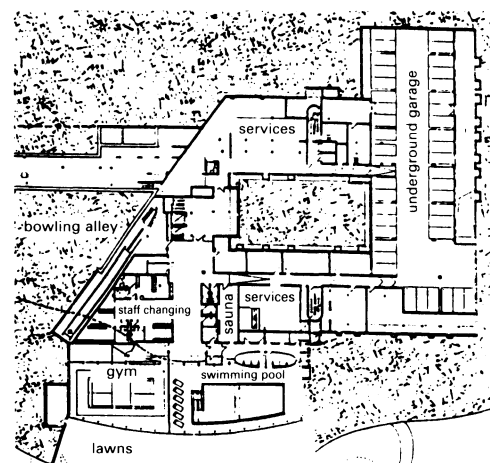 services
underground garage
bowling alley
staff changing
sauna
services
gym
swimming pool
lawns